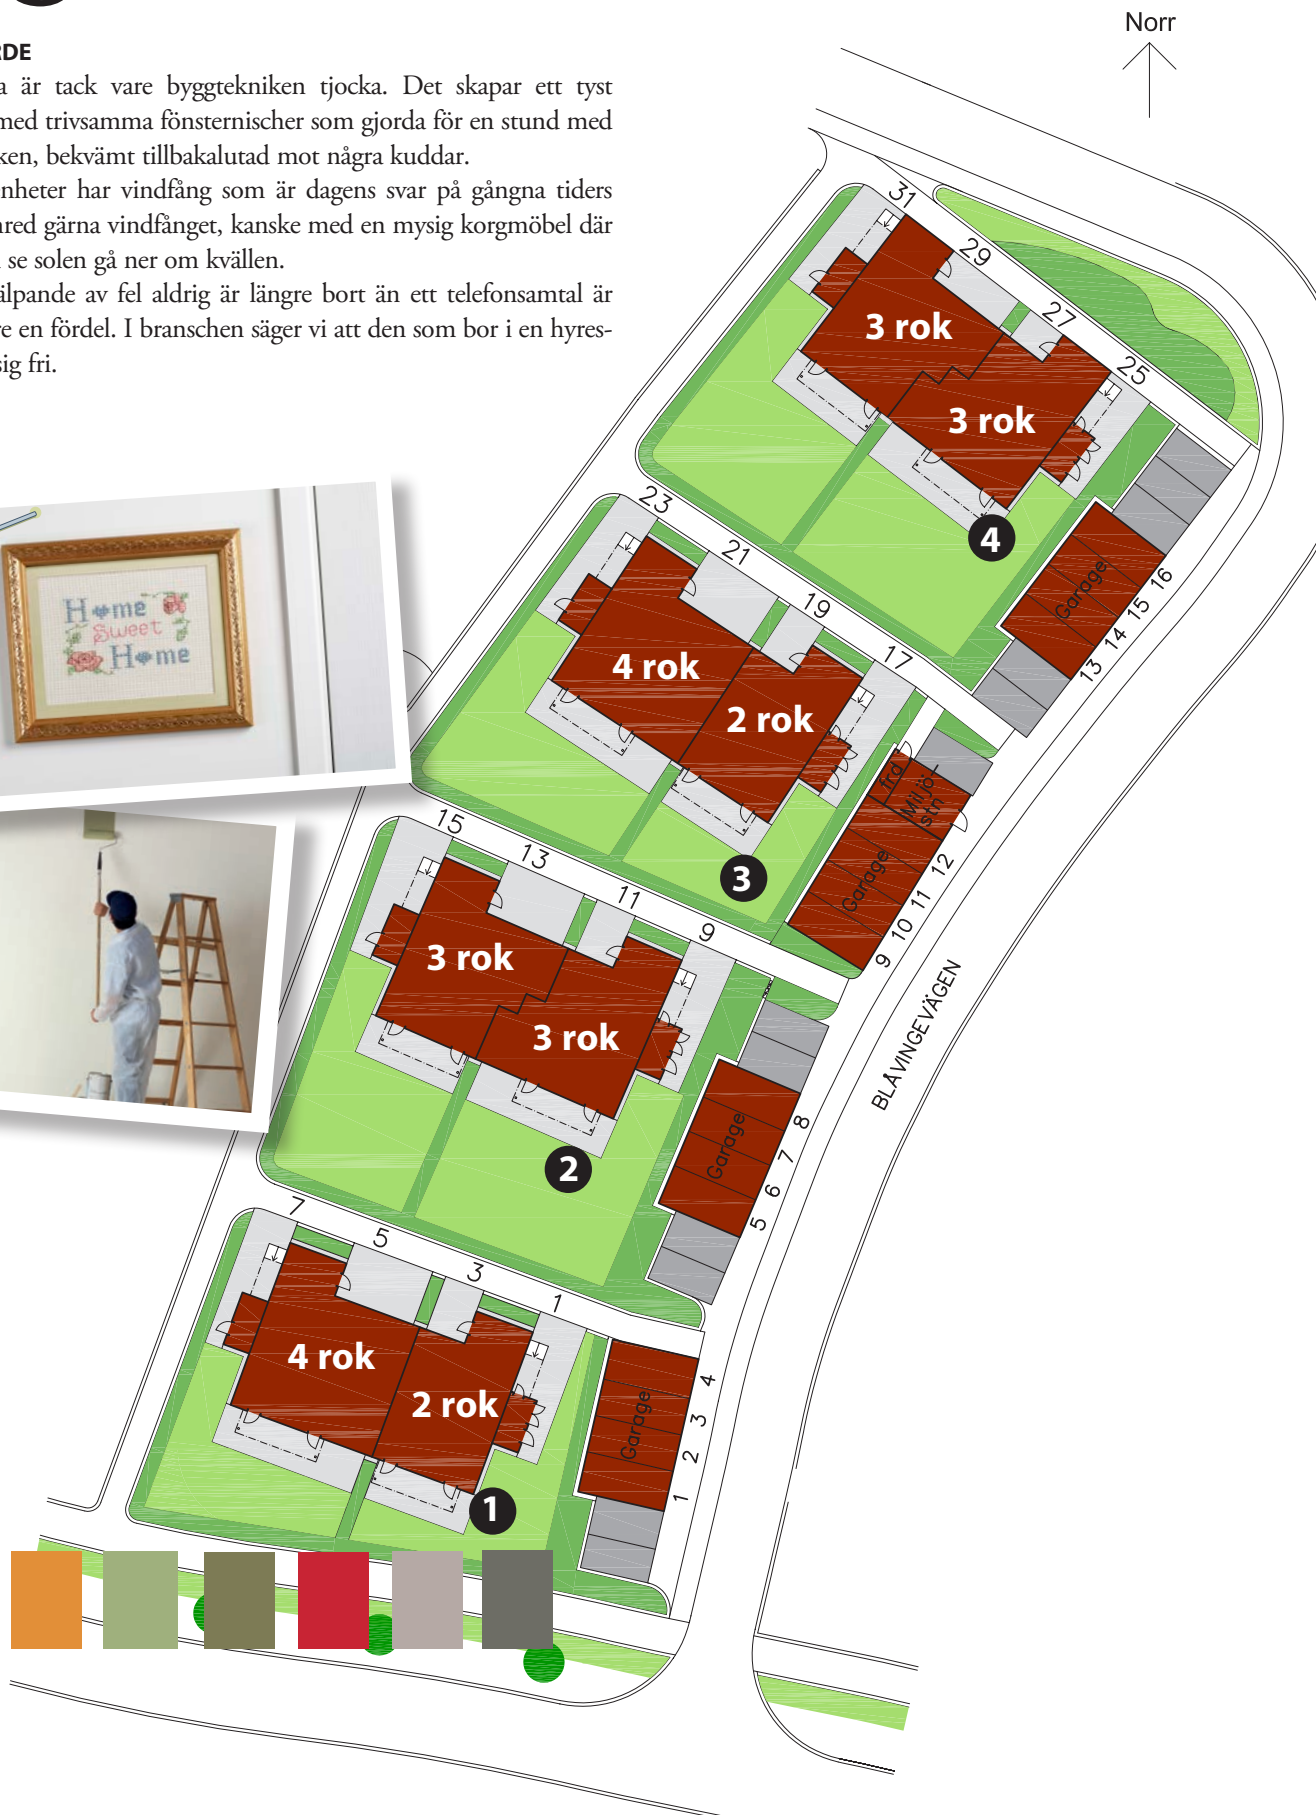 RDE
a är tack vare byggtekniken tjocka. Det skapar ett tyst
med trivsamma fönsternischer som gjorda för en stund med
ken, bekvämt tillbakalutad mot några kuddar.
nheter har vindfång som är dagens svar på gångna tiders
red gärna vindfånget, kanske med en mysig korgmöbel där
se solen gå ner om kvällen.
älpande av fel aldrig är längre bort än ett telefonsamtal är
re en fördel. I branschen säger vi att den som bor i en hyres-
sig fri.
Norr
31
29
27
25
3 rok
3 rok
4
Garage
16
15
14
13
23
21
19
17
4 rok
2 rok
3
frd
Miljö-
stn
Garage
12
11
10
9
Home
Sweet
Home
15
13
11
9
3 rok
3 rok
2
Garage
8
7
6
5
BLÅVINGEVÄGEN
7
5
3
1
4 rok
2 rok
1
Garage
4
3
2
1